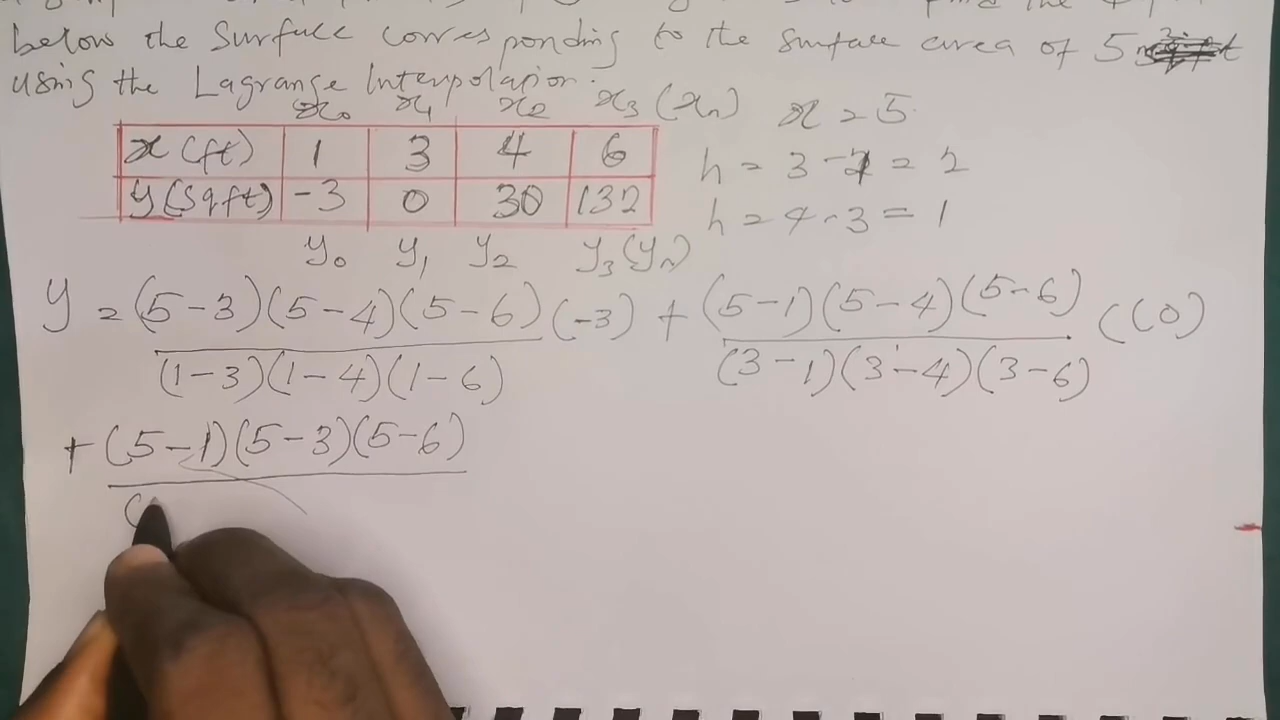 below the Surface corresponding to the surface area of 5
using the Lagrange Interpolation.
x₀ x₁ x₂ x₃ (xₙ) x = 5
x (ft) 1 3 4 6
h = 3 - 1 = 2
y (sqft) -3 0 30 132
h = 4 - 3 = 1
y₀ y₁ y₂ y₃ (yₙ)
y = (5-3)(5-4)(5-6) (-3) + (5-1)(5-4)(5-6) ((0)
(1-3)(1-4)(1-6) (3-1)(3-4)(3-6)
+ (5-1)(5-3)(5-6)
(